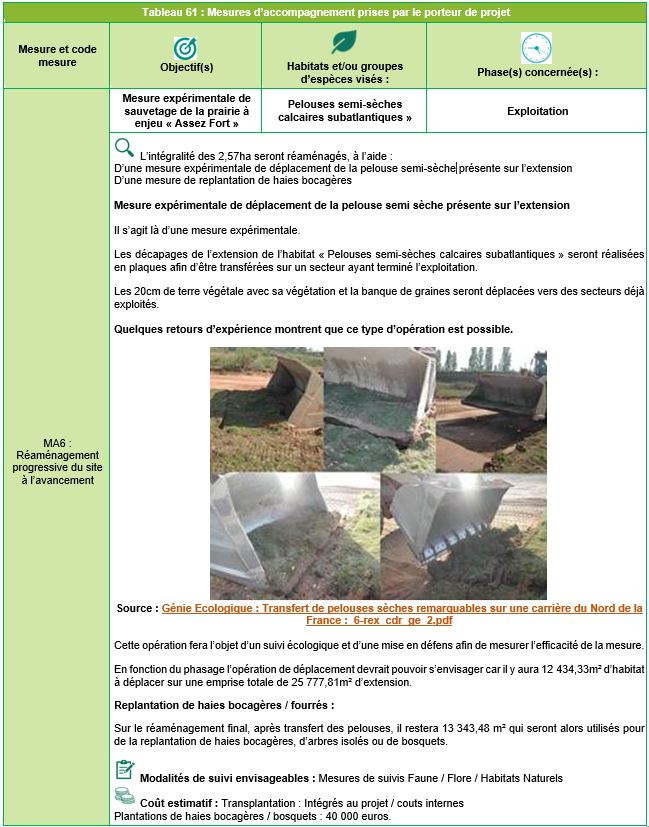 Tableau 61 : Mesures d’accompagnement prises par le porteur de projet
Mesure et code
mesure
Objectif(s)
Habitats et/ou groupes
d’espèces visés :
Phase(s) concernée(s) :
Mesure expérimentale de
sauvetage de la prairie à
enjeu « Assez Fort »
Pelouses semi-sèches
calcaires subatlantiques »
Exploitation
MA6 :
Réaménagement
progressive du site
à l’avancement
L’intégralité des 2,57ha seront réaménagés, à l’aide :
D’une mesure expérimentale de déplacement de la pelouse semi-sèche présente sur l’extension
D’une mesure de replantation de haies bocagères
Mesure expérimentale de déplacement de la pelouse semi sèche présente sur l’extension
Il s’agit là d’une mesure expérimentale.
Les décapages de l’extension de l’habitat « Pelouses semi-sèches calcaires subatlantiques » seront réalisées
en plaques afin d’être transférées sur un secteur ayant terminé l’exploitation.
Les 20cm de terre végétale avec sa végétation et la banque de graines seront déplacées vers des secteurs déjà
exploités.
Quelques retours d’expérience montrent que ce type d’opération est possible.
Source : Génie Ecologique : Transfert de pelouses sèches remarquables sur une carrière du Nord de la
France : 6-rex_cdr_ge_2.pdf
Cette opération fera l’objet d’un suivi écologique et d’une mise en défens afin de mesurer l’efficacité de la mesure.
En fonction du phasage l’opération de déplacement devrait pouvoir s’envisager car il y aura 12 434,33m² d’habitat
à déplacer sur une emprise totale de 25 777,81m² d’extension.
Replantation de haies bocagères / fourrés :
Sur le réaménagement final, après transfert des pelouses, il restera 13 343,48 m² qui seront alors utilisés pour
de la replantation de haies bocagères, d’arbres isolés ou de bosquets.
Modalités de suivi envisageables : Mesures de suivis Faune / Flore / Habitats Naturels
Coût estimatif : Transplantation : Intégrés au projet / couts internes
Plantations de haies bocagères / bosquets : 40 000 euros.